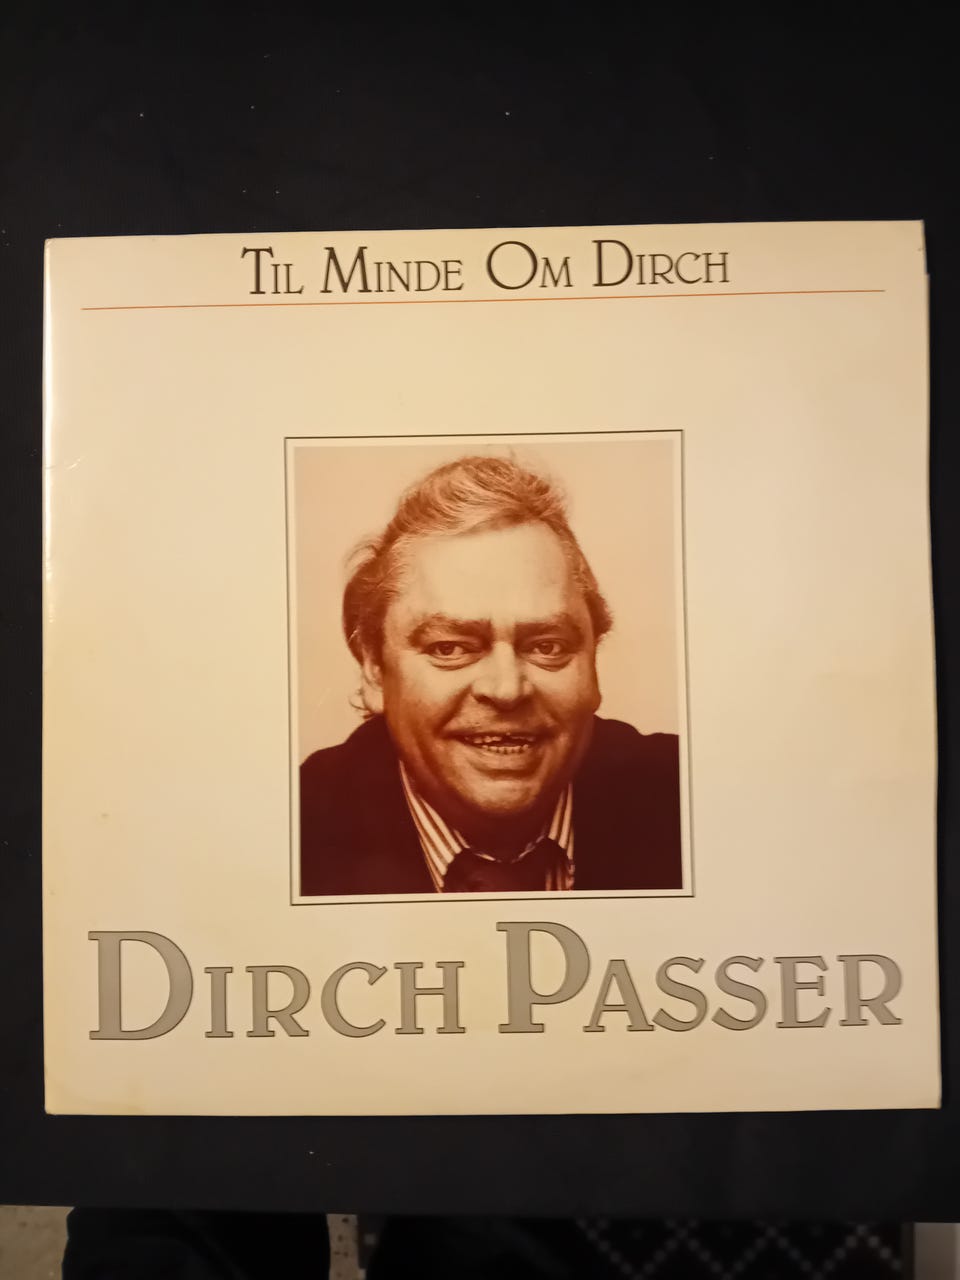 Til Minde Om Dirch
Dirch Passer